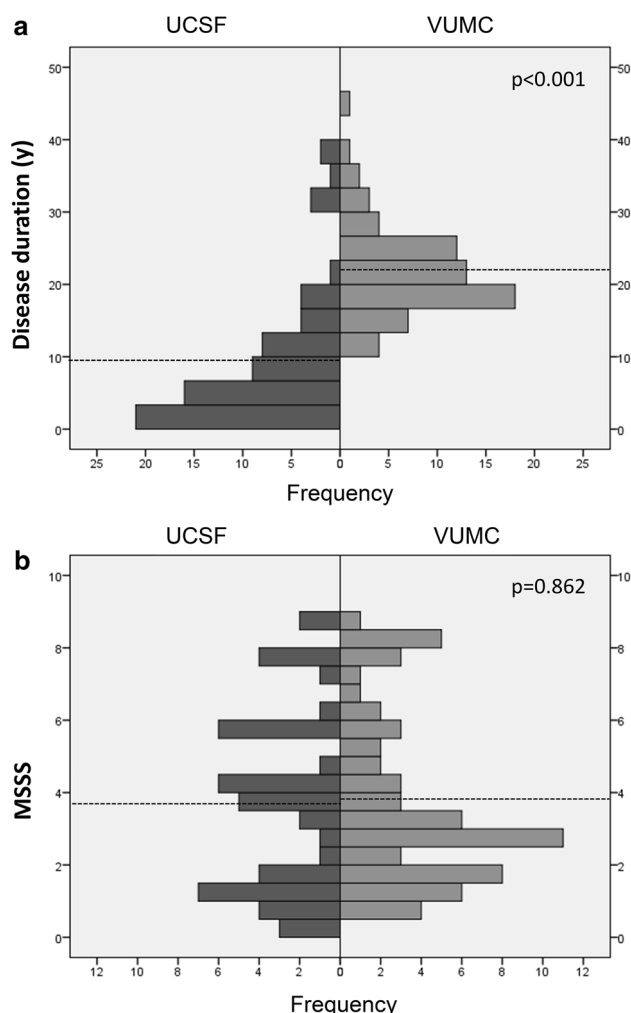 a
UCSF VUMC
p<0.001
50 50
40 40
30 30
20 20
10 10
0 0
Disease duration (y)
25 20 15 10 5 0 5 10 15 20 25
Frequency
b
UCSF VUMC
p=0.862
10 10
8 8
6 6
4 4
2 2
0 0
MSSS
12 10 8 6 4 2 0 2 4 6 8 10 12
Frequency